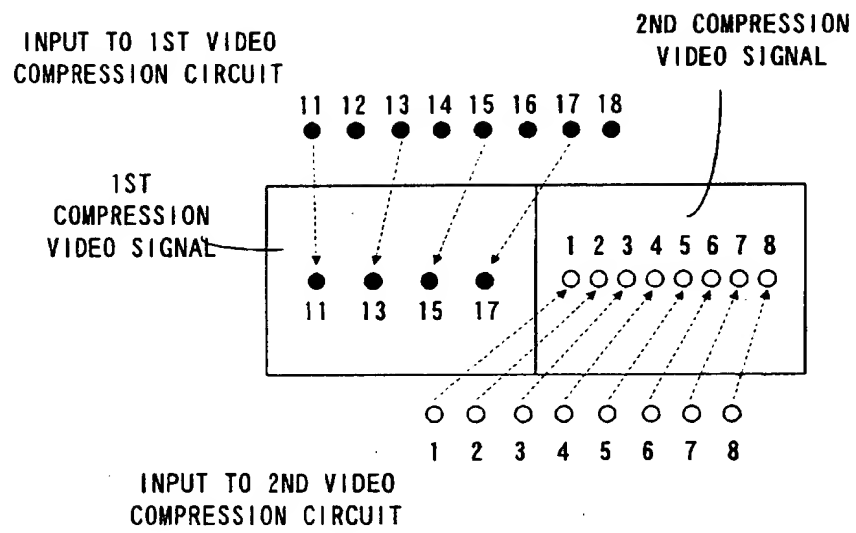 INPUT TO 1ST VIDEO
COMPRESSION CIRCUIT
2ND COMPRESSION
VIDEO SIGNAL
11 12 13 14 15 16 17 18
1ST
COMPRESSION
VIDEO SIGNAL
1 2 3 4 5 6 7 8
11 13 15 17
1 2 3 4 5 6 7 8
INPUT TO 2ND VIDEO
COMPRESSION CIRCUIT